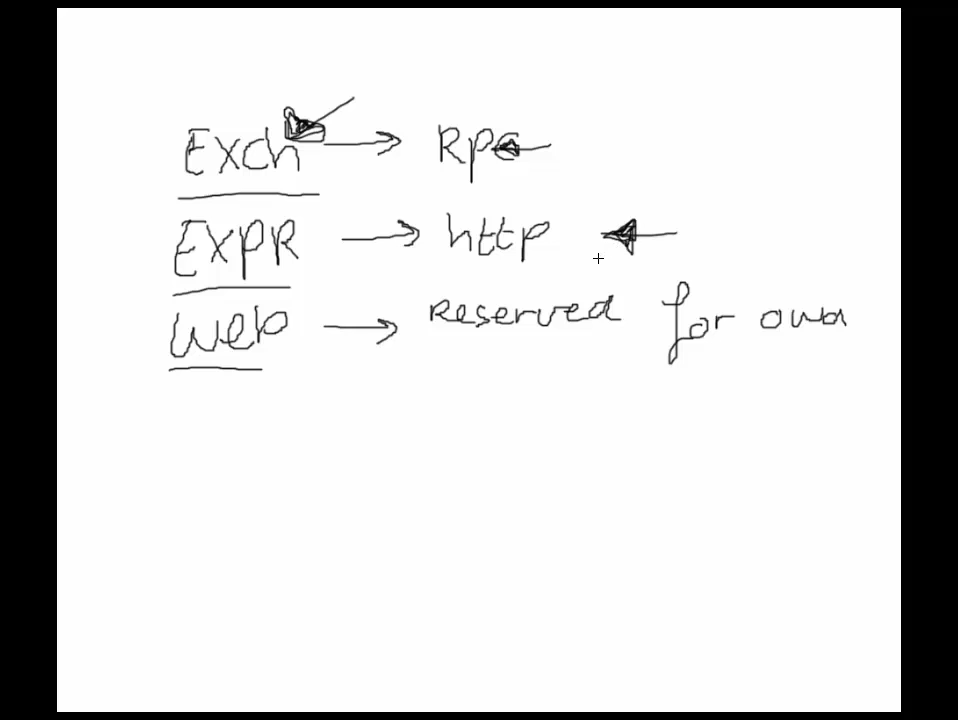 Exch → Rpc
EXPR → http
Web → Reserved for owa